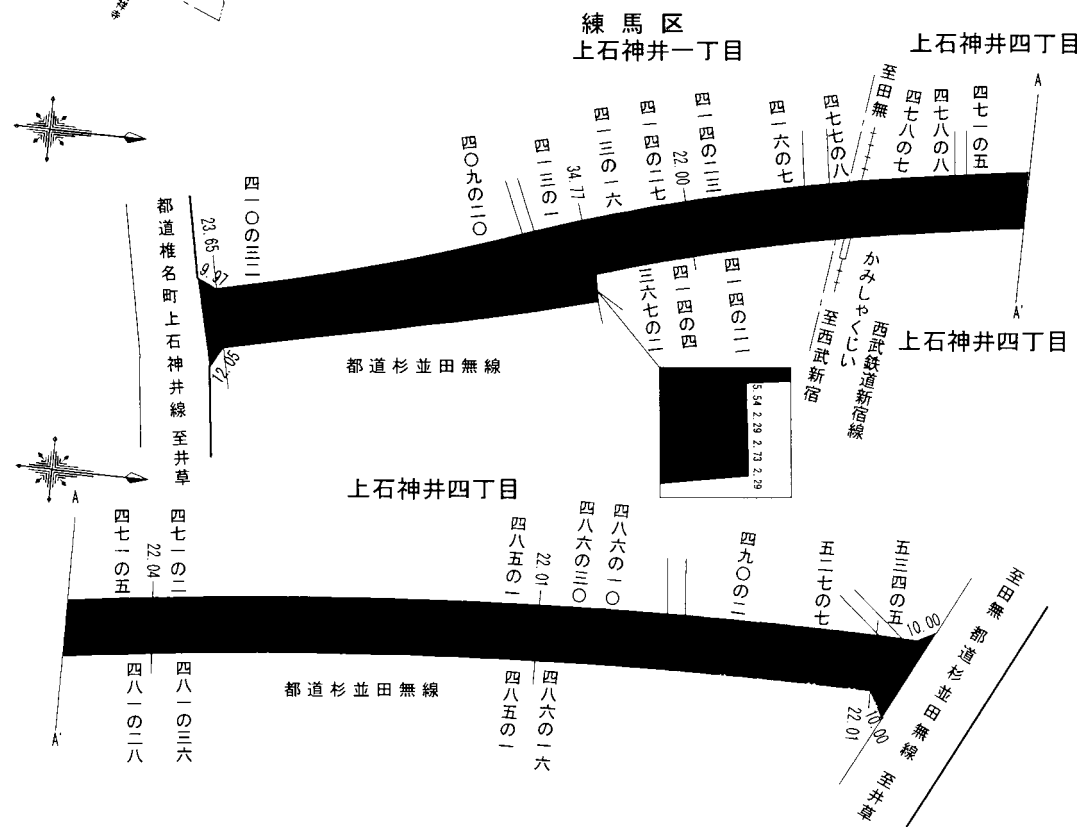 練馬区
上石神井一丁目
上石神井四丁目
A
四一〇の三二
四〇九の二〇
四一三の一
34.77
四一三の一六
四一四の二七
22.00
四一四の二三
四一六の七
四七七の八
至田無
四七八の七
四七八の八
四七一の五
都道椎名町上石神井線 至井草
23.65
9.97
12.05
都道杉並田無線
三六七の二
四一四の四
四一四の二二
至西武新宿
かみしゃくじい
西武鉄道新宿線
上石神井四丁目
A'
5.54 2.29 2.73 2.29
上石神井四丁目
A
四七一の五
22.04
四七一の二
四八五の一
22.01
四八六の三〇
四八六の一〇
四九〇の二
五二七の七
五三四の五
10.00
至田無 都道杉並田無線 至井草
A'
四八一の二八
四八一の三六
都道杉並田無線
四八五の一
四八六の一六
22.01
10.00